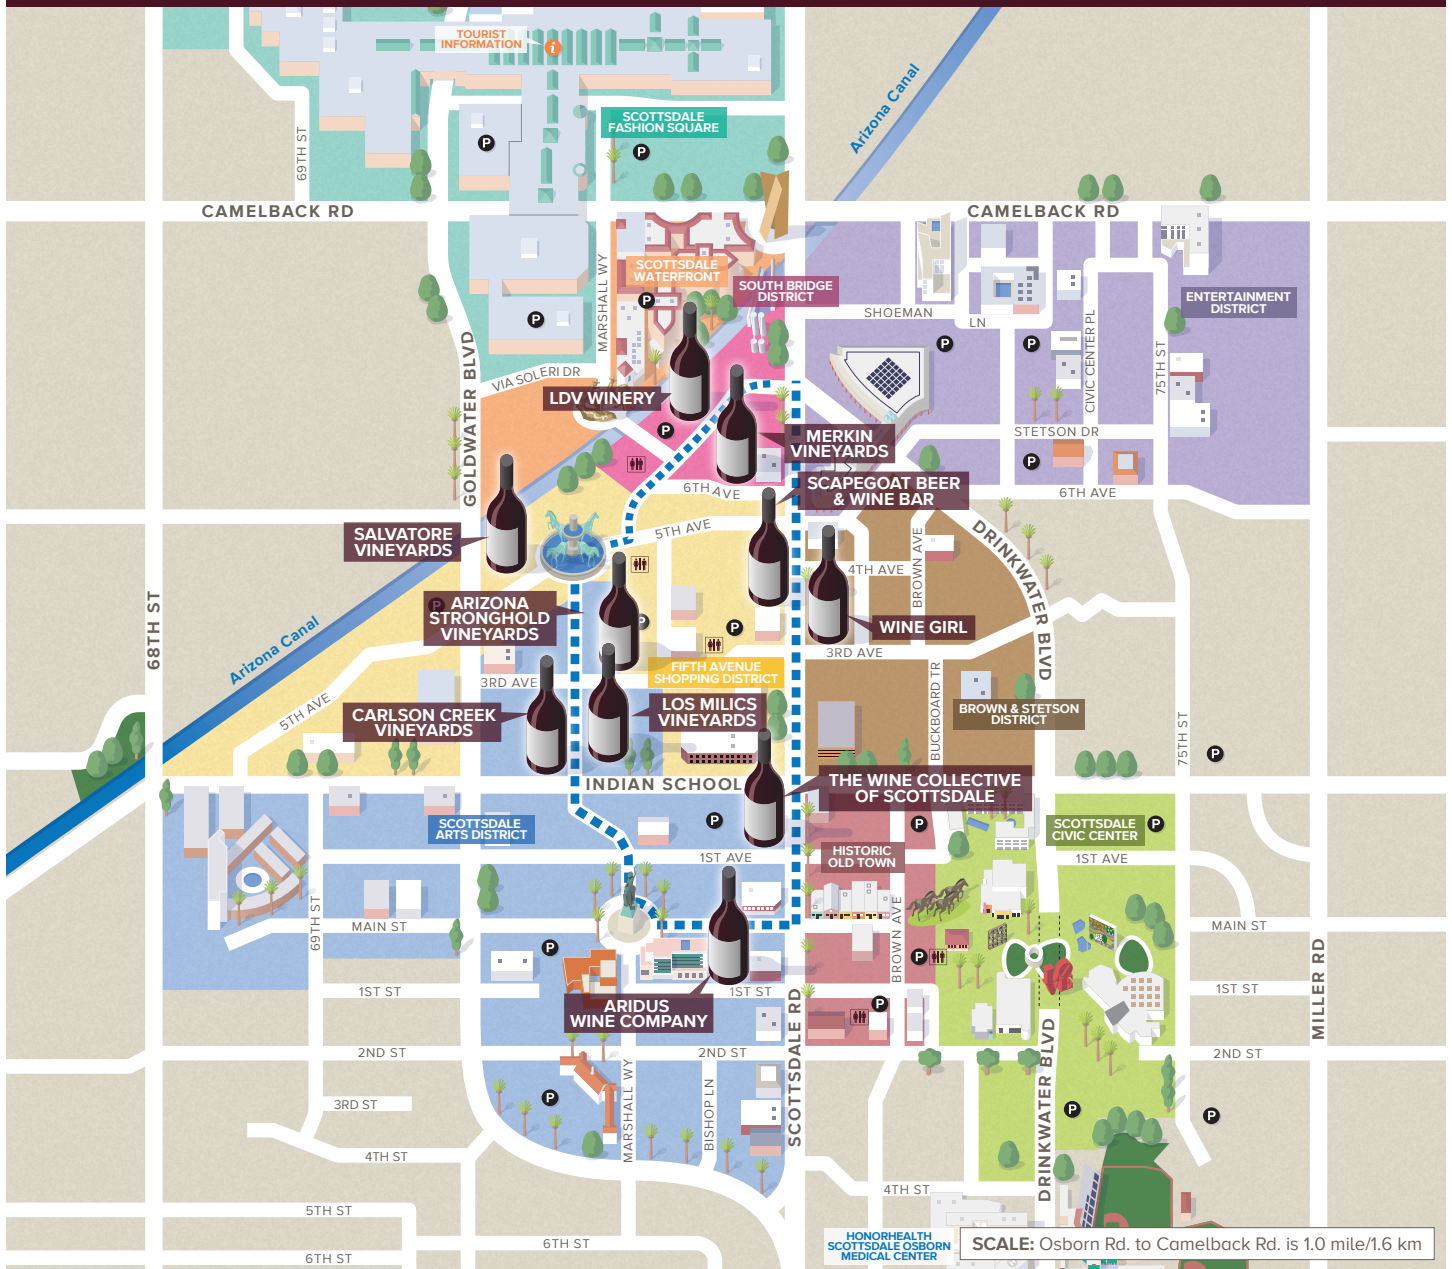 TOURIST
INFORMATION
i
SCOTTSDALE
FASHION SQUARE
P
P
Arizona Canal
69TH ST
CAMELBACK RD
CAMELBACK RD
MARSHALL WY
SCOTTSDALE
WATERFRONT
SOUTH BRIDGE
DISTRICT
ENTERTAINMENT
DISTRICT
P
P
SHOEMAN
LN
P
P
CIVIC CENTER PL
75TH ST
GOLDWATER BLVD
VIA SOLERI DR
LDV WINERY
P
MERKIN
VINEYARDS
STETSON DR
P
SCAPEGOAT BEER
& WINE BAR
6TH AVE
6TH AVE
SALVATORE
VINEYARDS
5TH AVE
DRINKWATER BLVD
BROWN AVE
4TH AVE
68TH ST
Arizona Canal
P
ARIZONA
STRONGHOLD
VINEYARDS
P
P
WINE GIRL
3RD AVE
FIFTH AVENUE
SHOPPING DISTRICT
3RD AVE
BUCKBOARD TR
5TH AVE
CARLSON CREEK
VINEYARDS
LOS MILICS
VINEYARDS
BROWN & STETSON
DISTRICT
75TH ST
P
INDIAN SCHOOL
THE WINE COLLECTIVE
OF SCOTTSDALE
SCOTTSDALE
ARTS DISTRICT
P
P
SCOTTSDALE
CIVIC CENTER
P
HISTORIC
OLD TOWN
1ST AVE
1ST AVE
69TH ST
MAIN ST
MAIN ST
BROWN AVE
P
P
MILLER RD
1ST ST
1ST ST
1ST ST
ARIDUS
WINE COMPANY
P
SCOTTSDALE RD
2ND ST
2ND ST
2ND ST
DRINKWATER BLVD
MARSHALL WY
BISHOP LN
P
3RD ST
P
P
4TH ST
4TH ST
5TH ST
6TH ST
6TH ST
HONORHEALTH
SCOTTSDALE OSBORN
MEDICAL CENTER
SCALE: Osborn Rd. to Camelback Rd. is 1.0 mile/1.6 km